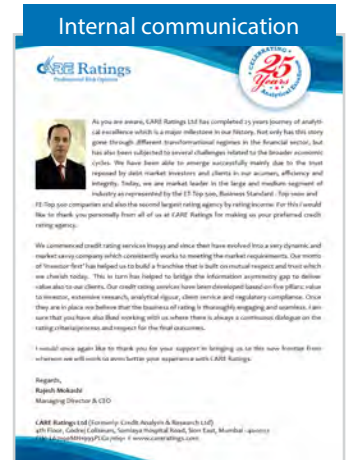 Internal communication
CARE Ratings
Professional Risk Opinion
CELEBRATING
25
Years
As you are aware, CARE Ratings Ltd has completed 25 years journey of analyti-
cal excellence which is a major milestone in our history. Not only has this story
gone through different transformational regimes in the financial sector, but
has also been subjected to several challenges related to the broader economic
cycles. We have been able to emerge successfully mainly due to the trust
reposed by debt market investors and clients in our acumen, efficiency and
integrity. Today, we are market leader in the large and medium segment of
industry as represented by the ET-Top 500, Business Standard - Top 1000 and
FE-Top 500 companies and also the second largest rating agency by rating income. For this I would
like to thank you personally from all of us at CARE Ratings for making us your preferred credit
rating agency.
We commenced credit rating services in 1993 and since then have evolved into a very dynamic and
market savvy company which consistently works to meeting the market requirements. Our motto
of "investor first" has helped us to build a franchise that is built on mutual respect and trust which
we cherish today. This in turn has helped to bridge the information asymmetry gap to deliver
value also to our clients. Our credit rating services have been developed based on five pillars: value
to investor, extensive research, analytical rigour, client service and regulatory compliance. Once
they are in place we believe that the business of rating is thoroughly engaging and seamless. I am
sure that you have also liked working with us where there is always a continuous dialogue on the
rating criteria/process and respect for the final outcomes.
I would once again like to thank you for your support in bringing us to this new frontier from
whereon we will work to even better your experience with CARE Ratings.
Regards,
Rajesh Mokashi
Managing Director & CEO
CARE Ratings Ltd (Formerly: Credit Analysis & Research Ltd)
4th Floor, Godrej Coliseum, Somaiya Hospital Road, Sion East, Mumbai - 400022
www.careratings.com